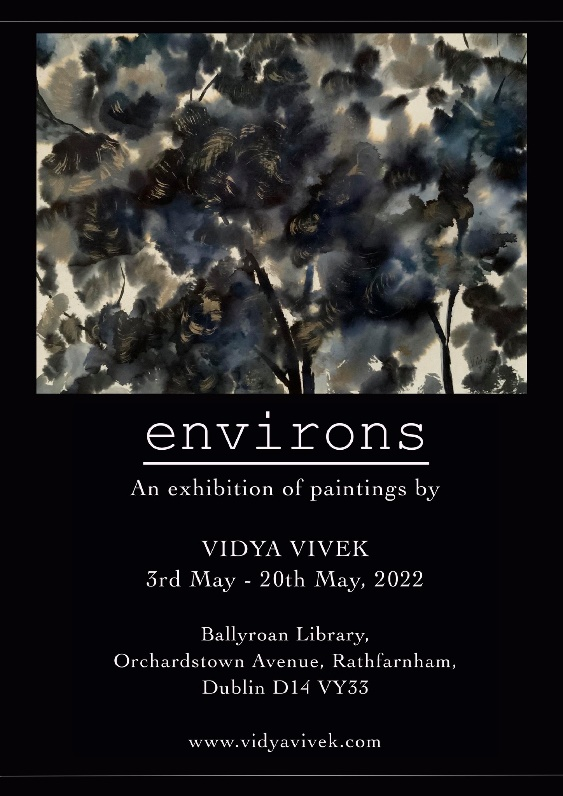 environs
An exhibition of paintings by
VIDYA VIVEK
3rd May - 20th May, 2022
Ballyroan Library,
Orchardstown Avenue, Rathfarnham,
Dublin D14 VY33
www.vidyavivek.com